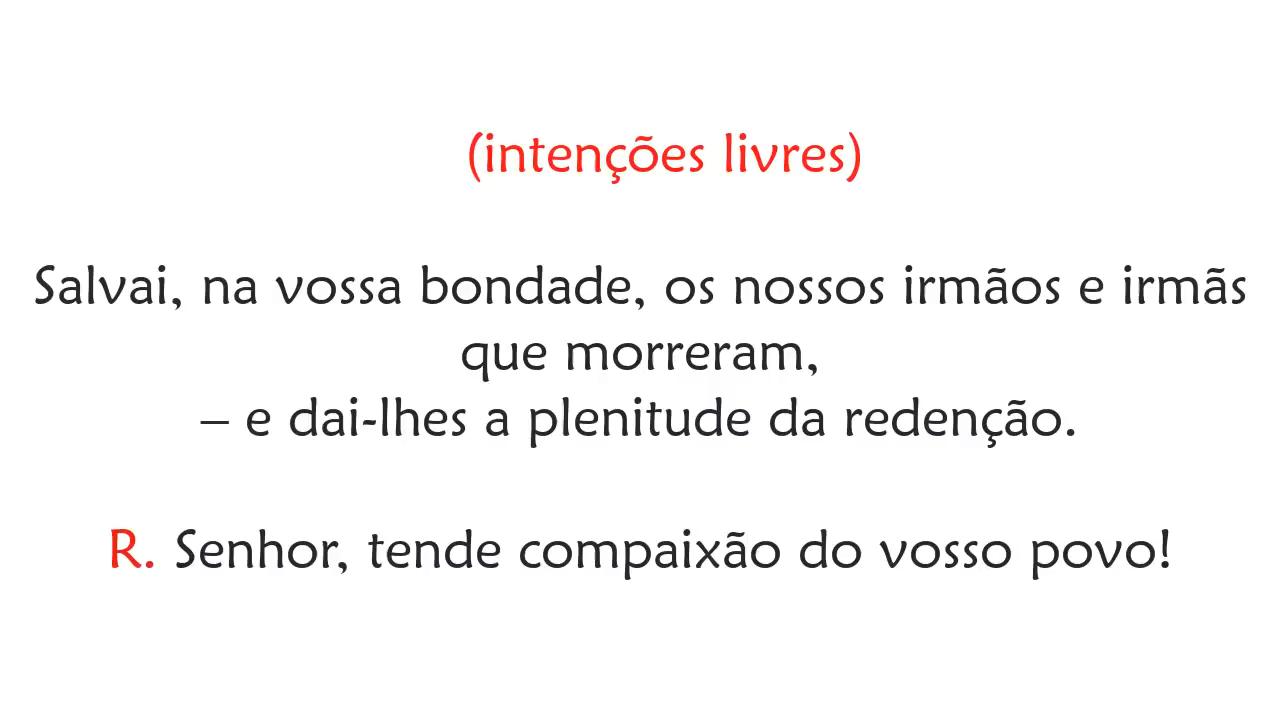 (intenções livres)
Salvai, na vossa bondade, os nossos irmãos e irmãs
que morreram,
– e dai-lhes a plenitude da redenção.
R. Senhor, tende compaixão do vosso povo!